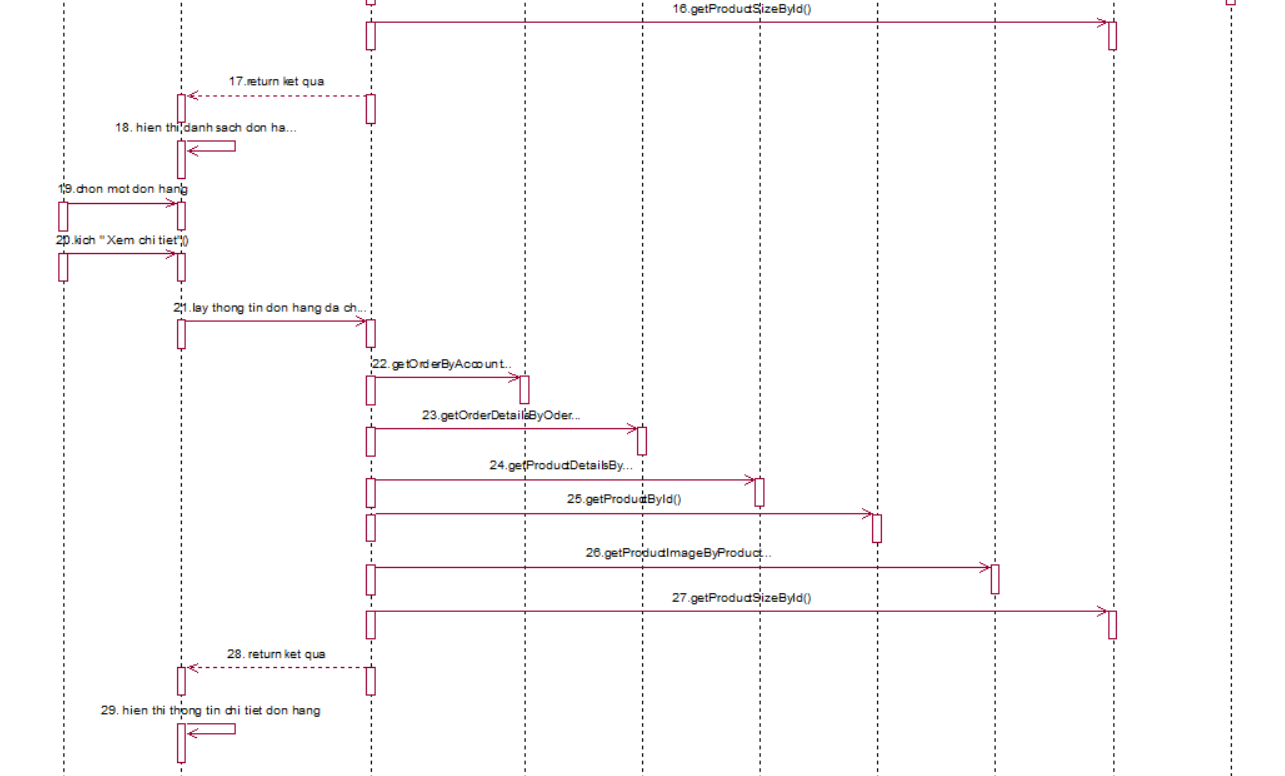 16.getProductSizeById()
17.return ket qua
18. hien thi danh sach don ha...
19.chon mot don hang
20.kich "Xem chi tiet"()
21.lay thong tin don hang da ch...
22.getOrderByAccount...
23.getOrderDetailsByOder...
24.getProductDetailsBy...
25.getProductById()
26.getProductImageByProduct...
27.getProductSizeById()
28. return ket qua
29. hien thi thong tin chi tiet don hang